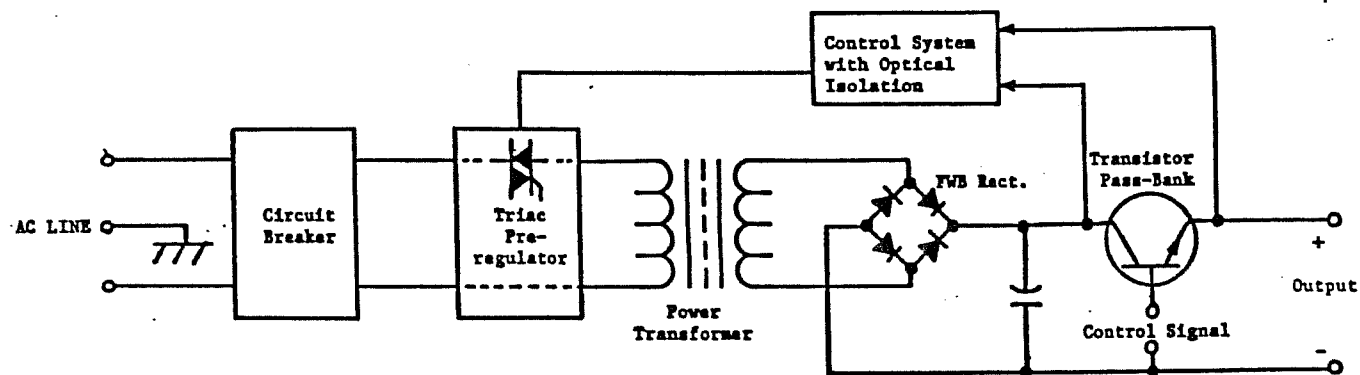 Control System
with Optical
Isolation
Transistor
Pass-Bank
FWB Rect.
AC LINE
Circuit
Breaker
Triac
Pre-
regulator
+
Output
Power
Transformer
Control Signal
-